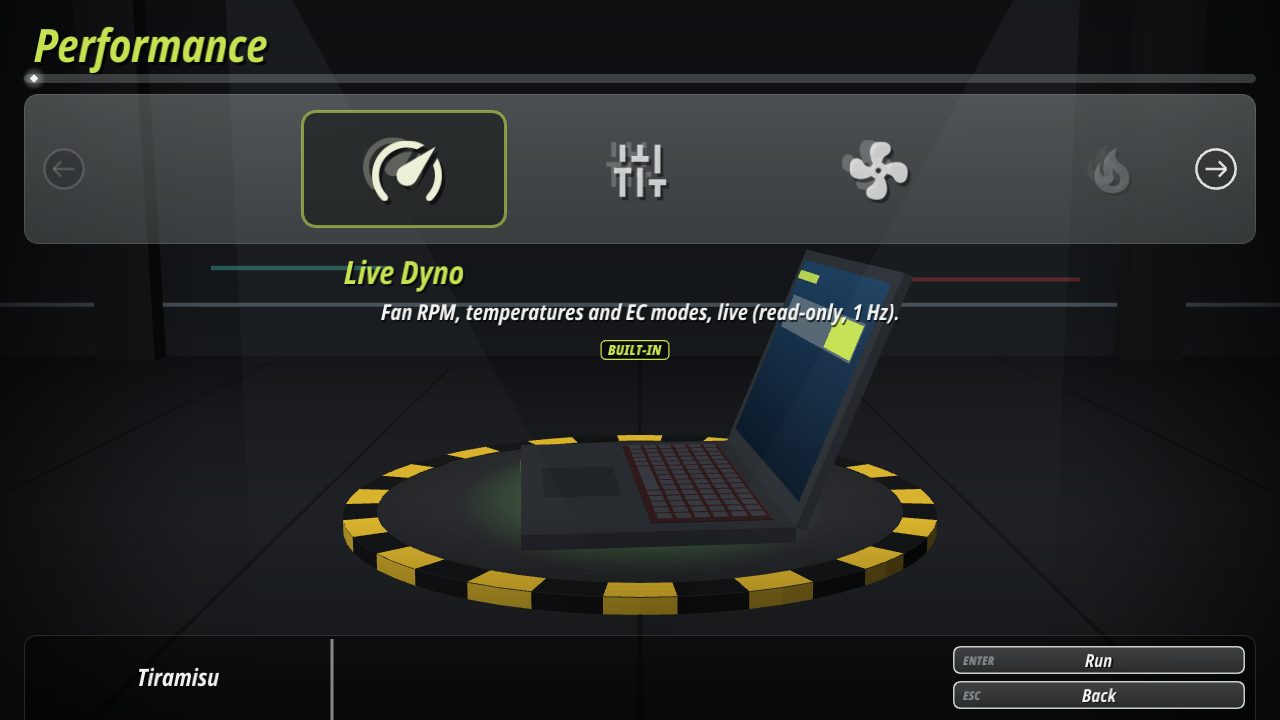 Performance
Live Dyno
Fan RPM, temperatures and EC modes, live (read-only, 1 Hz).
BUILT-IN
Tiramisu
ENTER Run
ESC Back